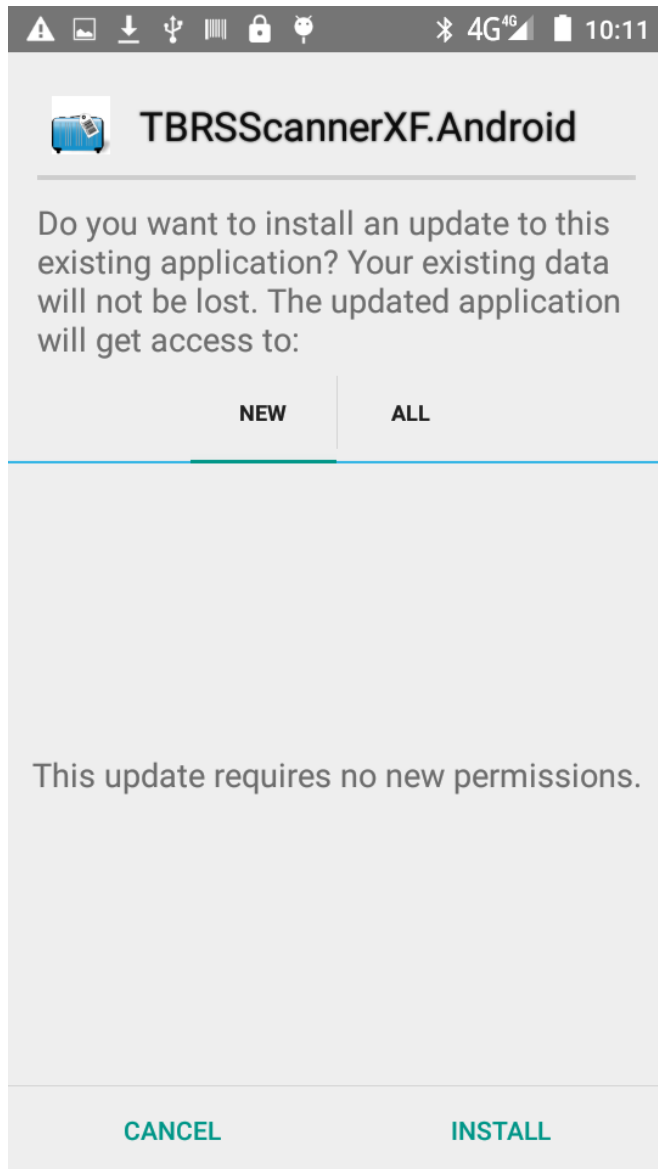 4G 4G 10:11
TBRSScannerXF.Android
Do you want to install an update to this
existing application? Your existing data
will not be lost. The updated application
will get access to:
NEW ALL
This update requires no new permissions.
CANCEL INSTALL